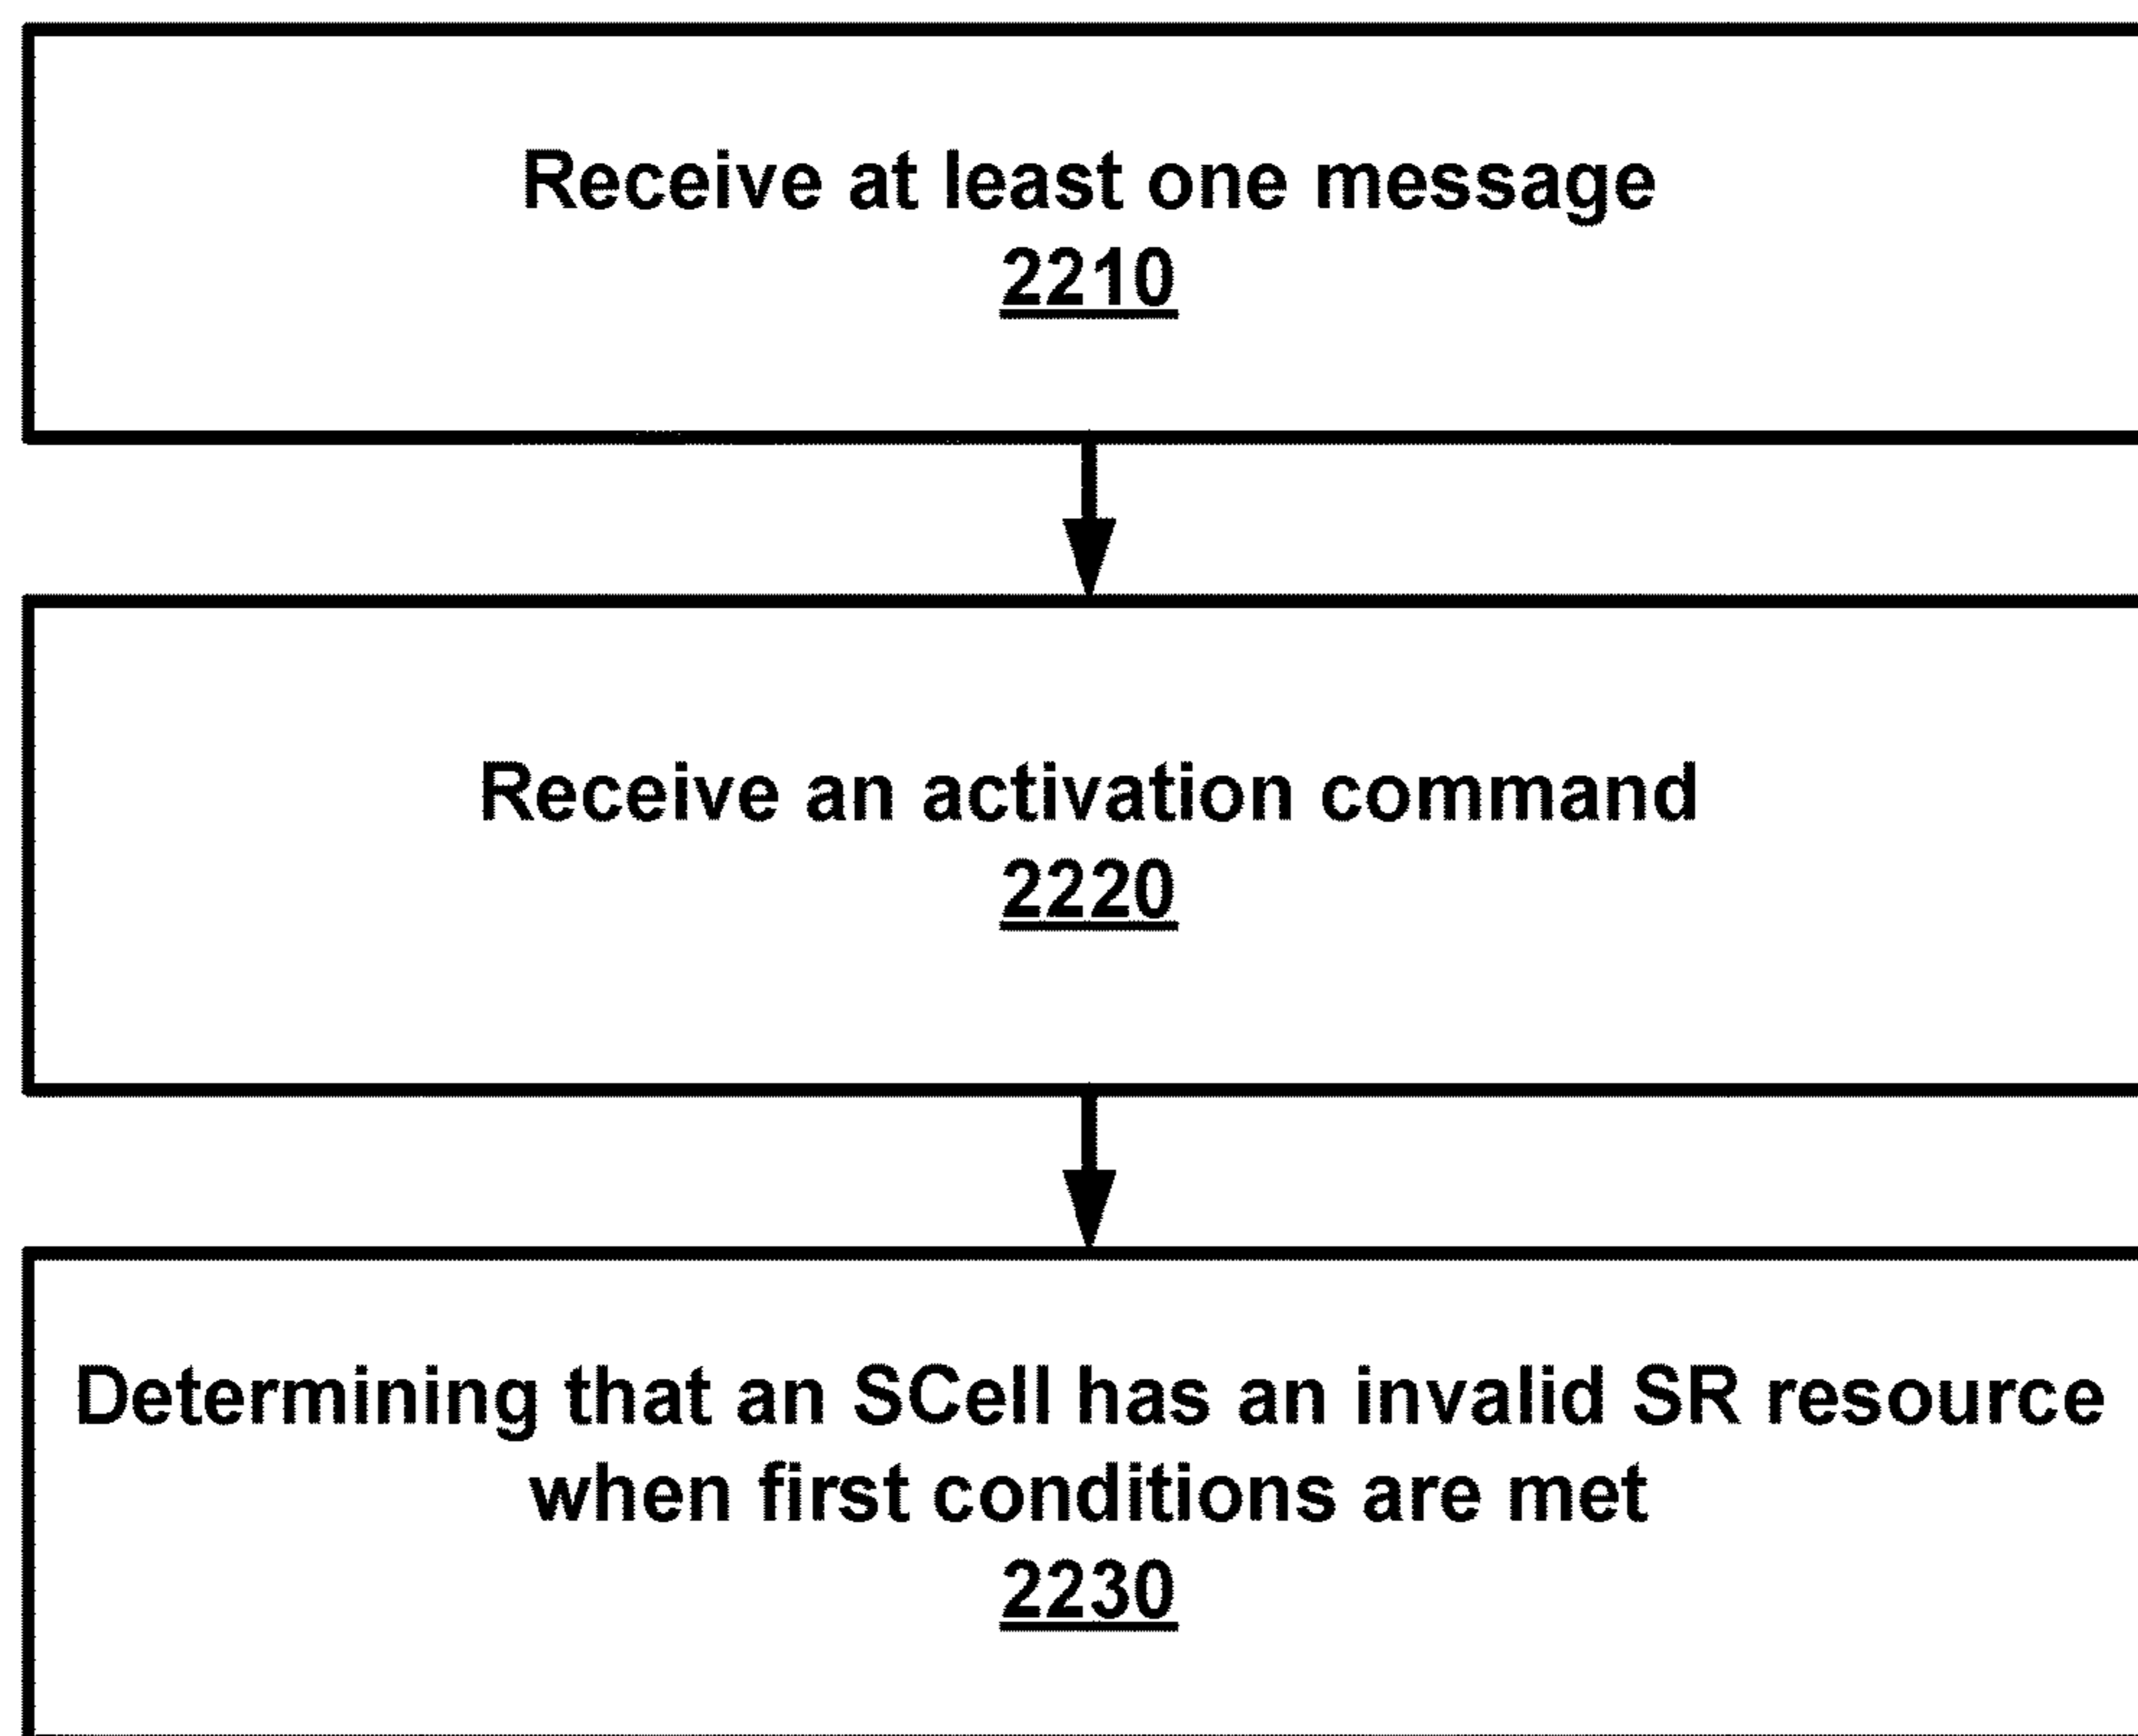 Receive at least one message
2210
Receive an activation command
2220
Determining that an SCell has an invalid SR resource
when first conditions are met
2230